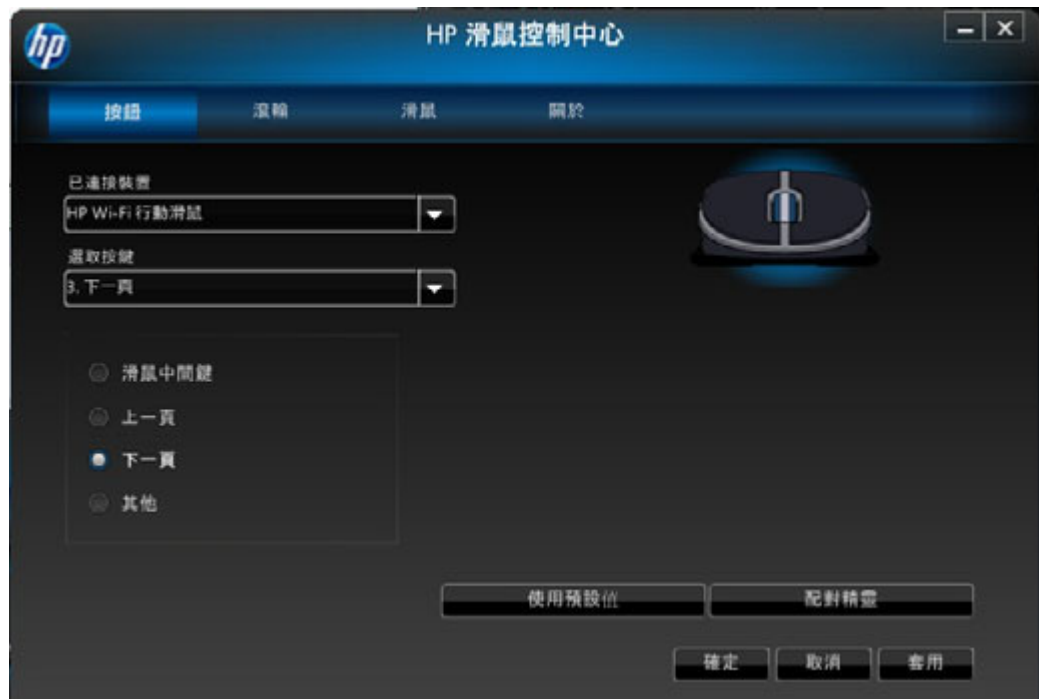 hp
HP 滑鼠控制中心
按鈕 滾輪 滑鼠 關於
已連接裝置
HP Wi-Fi 行動滑鼠
選取按鍵
3. 下一頁
滑鼠中間鍵
上一頁
下一頁
其他
使用預設值 配對精靈
確定 取消 套用